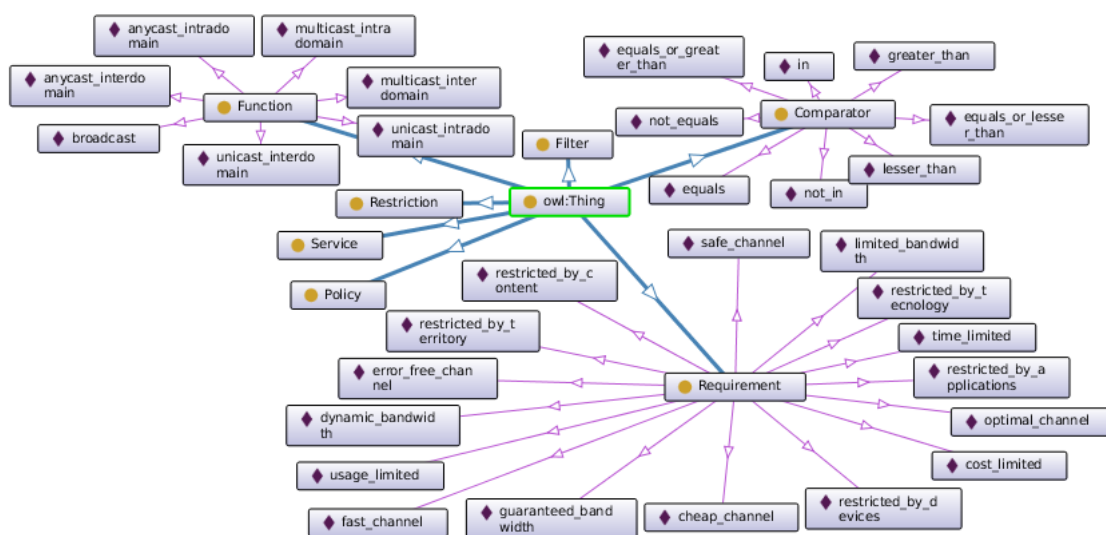 anycast_intrado
main
multicast_intra
domain
equals_or_great
er_than
in
greater_than
anycast_interdo
main
Function
multicast_inter
domain
Comparator
equals_or_lesse
r_than
broadcast
unicast_intrado
main
not_equals
unicast_interdo
main
Filter
lesser_than
equals
not_in
Restriction
owl:Thing
Service
safe_channel
limited_bandwid
th
restricted_by_c
ontent
Policy
restricted_by_t
ecnology
restricted_by_t
erritory
time_limited
error_free_cha
nnel
Requirement
restricted_by_a
pplications
dynamic_bandwid
th
optimal_channel
usage_limited
cost_limited
fast_channel
guaranteed_band
width
cheap_channel
restricted_by_d
evices